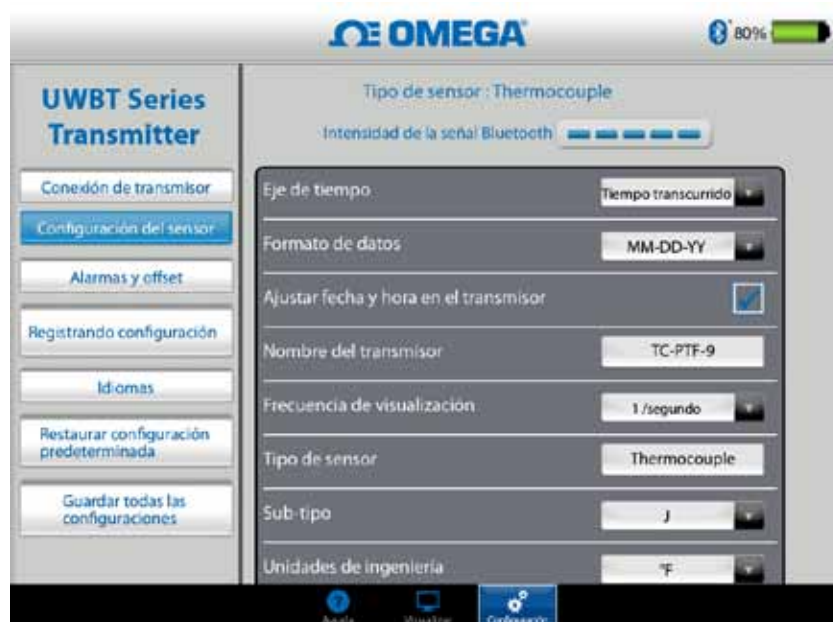 OMEGA
80%
UWBT Series
Transmitter
Conexión de transmisor
Configuración del sensor
Alarmas y offset
Registrando configuración
Idiomas
Restaurar configuración
predeterminada
Guardar todas las
configuraciones
Tipo de sensor : Thermocouple
Intensidad de la señal Bluetooth
Eje de tiempo
Tiempo transcurrido
Formato de datos
MM-DD-YY
Ajustar fecha y hora en el transmisor
Nombre del transmisor
TC-PTF-9
Frecuencia de visualización
1 /segundo
Tipo de sensor
Thermocouple
Sub-tipo
J
Unidades de ingeniería
°F
Configuración